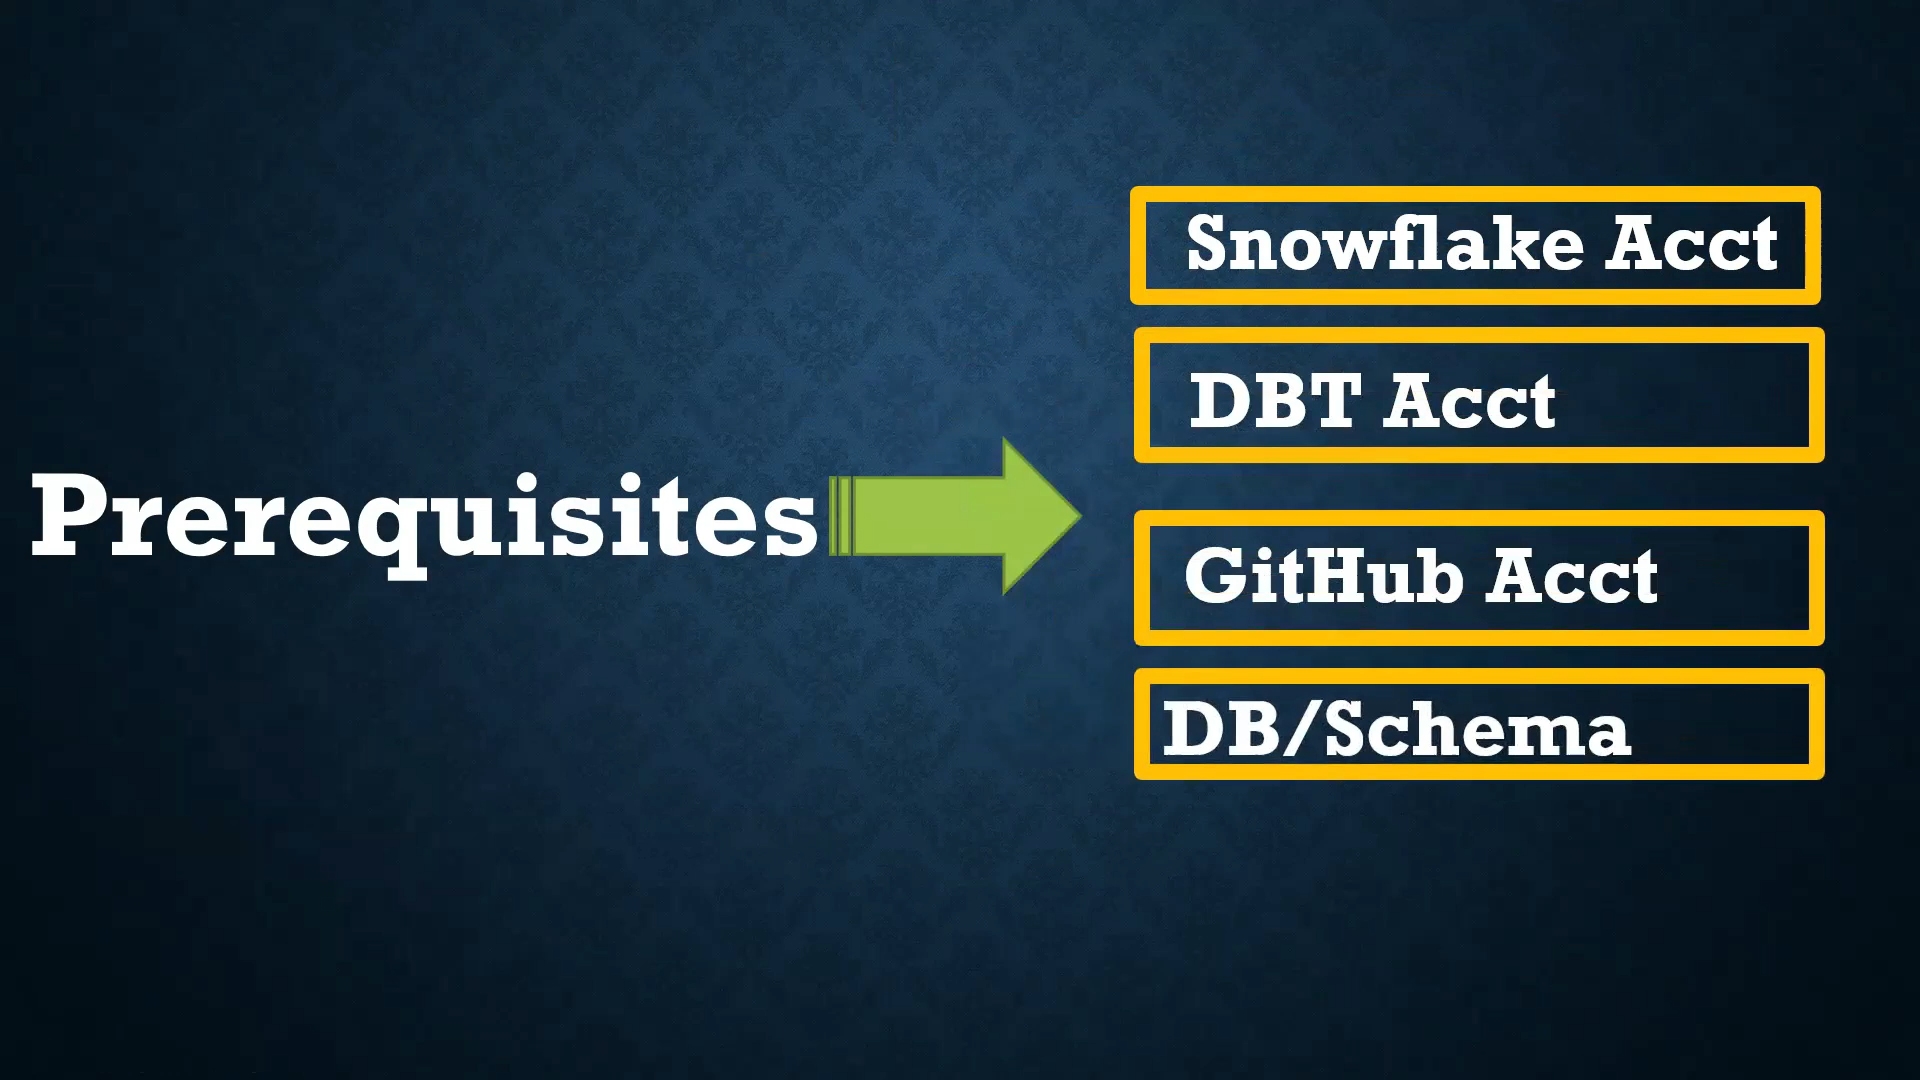 Prerequisites
Snowflake Acct
DBT Acct
GitHub Acct
DB/Schema